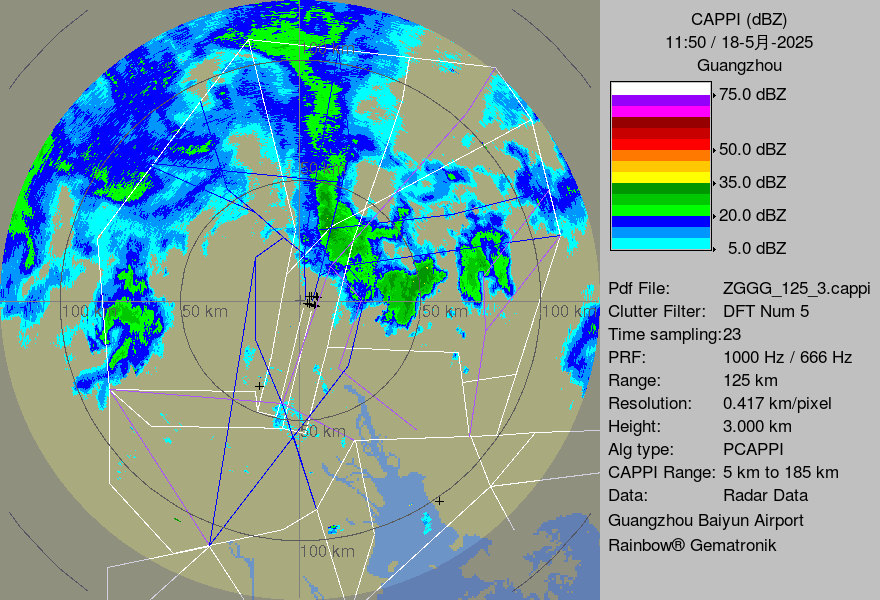 CAPPI (dBZ)
11:50 / 18-5月-2025
Guangzhou
75.0 dBZ
50.0 dBZ
35.0 dBZ
20.0 dBZ
5.0 dBZ
Pdf File: ZGGG_125_3.cappi
Clutter Filter: DFT Num 5
Time sampling:23
PRF: 1000 Hz / 666 Hz
Range: 125 km
Resolution: 0.417 km/pixel
Height: 3.000 km
Alg type: PCAPPI
CAPPI Range: 5 km to 185 km
Data: Radar Data
Guangzhou Baiyun Airport
Rainbow® Gematronik
100 km
50 km
50 km
100 km
50 km
100 km